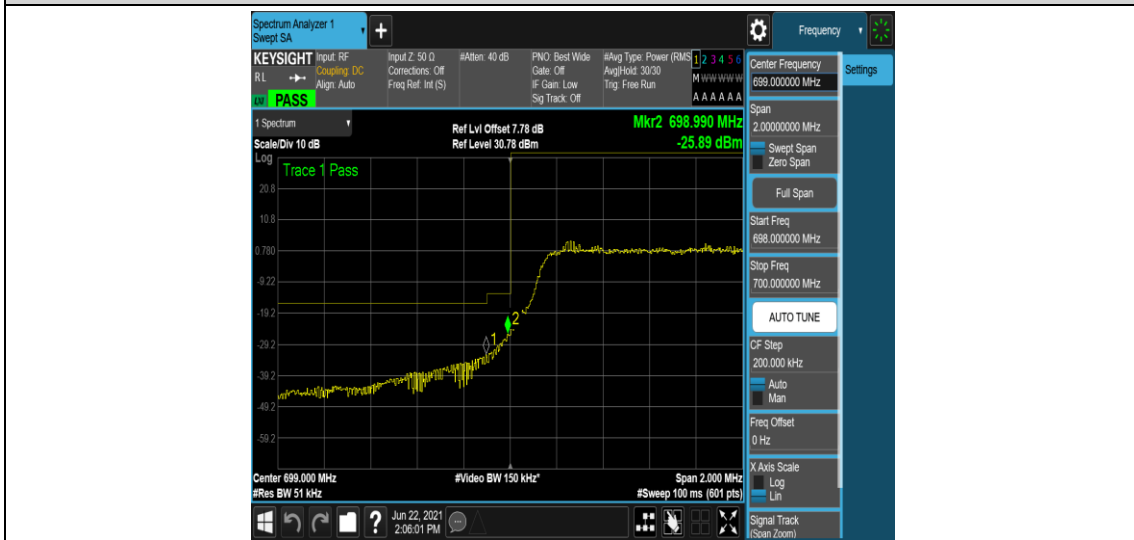 Spectrum Analyzer 1
Swept SA
+
Frequency
KEYSIGHT
RL
LXI
PASS
Input: RF
Coupling: DC
Align: Auto
Input Z: 50 Ω
Corrections: Off
Freq Ref: Int (S)
#Atten: 40 dB
PNO: Best Wide
Gate: Off
IF Gain: Low
Sig Track: Off
#Avg Type: Power (RMS
Avg|Hold: 30/30
Trig: Free Run
1 2 3 4 5 6
M W W W W W
A A A A A A
Center Frequency
699.000000 MHz
Settings
1 Spectrum
Scale/Div 10 dB
Ref Lvl Offset 7.78 dB
Ref Level 30.78 dBm
Mkr2 698.990 MHz
-25.89 dBm
Span
2.00000000 MHz
Swept Span
Zero Span
Full Span
Start Freq
698.000000 MHz
Stop Freq
700.000000 MHz
AUTO TUNE
CF Step
200.000 kHz
Auto
Man
Freq Offset
0 Hz
X Axis Scale
Log
Lin
Signal Track
(Span Zoom)
Log
Trace 1 Pass
20.8
10.8
0.780
-9.22
-19.2
-29.2
-39.2
-49.2
-59.2
1
2
Center 699.000 MHz
#Res BW 51 kHz
#Video BW 150 kHz*
Span 2.000 MHz
#Sweep 100 ms (601 pts)
?
Jun 22, 2021
2:06:01 PM